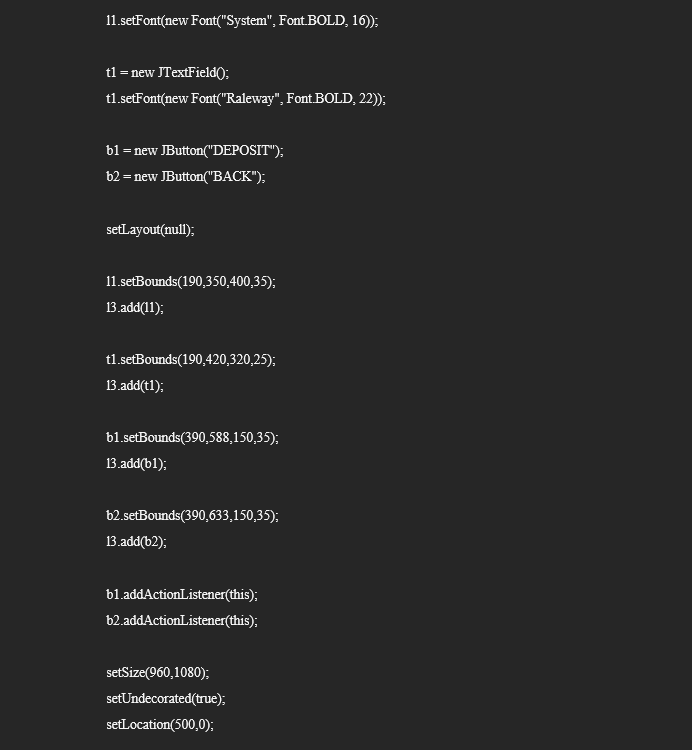 l1.setFont(new Font("System", Font.BOLD, 16));
t1 = new JTextField();
t1.setFont(new Font("Raleway", Font.BOLD, 22));
b1 = new JButton("DEPOSIT");
b2 = new JButton("BACK");
setLayout(null);
l1.setBounds(190,350,400,35);
l3.add(l1);
t1.setBounds(190,420,320,25);
l3.add(t1);
b1.setBounds(390,588,150,35);
l3.add(b1);
b2.setBounds(390,633,150,35);
l3.add(b2);
b1.addActionListener(this);
b2.addActionListener(this);
setSize(960,1080);
setUndecorated(true);
setLocation(500,0);